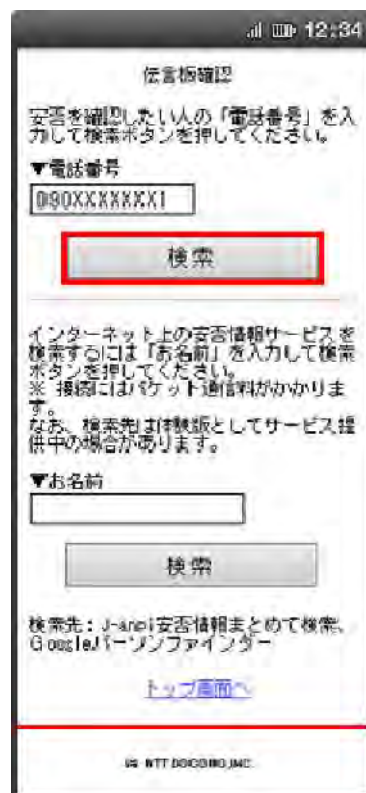 12:34
伝言板確認
安否を確認したい人の「電話番号」を入
力して検索ボタンを押してください。
▼電話番号
090XXXXXXX1
検索
インターネット上の安否情報サービスを
検索するには「お名前」を入力して検索
ボタンを押してください。
※ 接続にはパケット通信料がかかりま
す。
なお、検索先は体験版としてサービス提
供中の場合があります。
▼お名前
検索
検索先：J-anpi安否情報まとめて検索、
Googleパーソンファインダー
トップ画面へ
(c) NTT DOCOMO,INC.